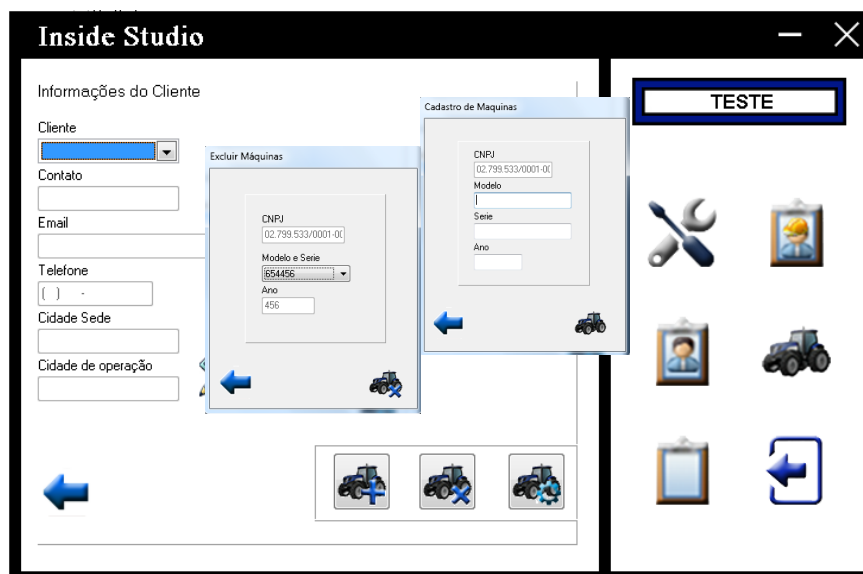 Inside Studio
Informações do Cliente
Cliente
Contato
Email
Telefone
( ) -
Cidade Sede
Cidade de operação
Excluir Máquinas
CNPJ
02.799.533/0001-00
Modelo e Serie
654456
Ano
456
Cadastro de Maquinas
CNPJ
02.799.533/0001-00
Modelo
Serie
Ano
TESTE